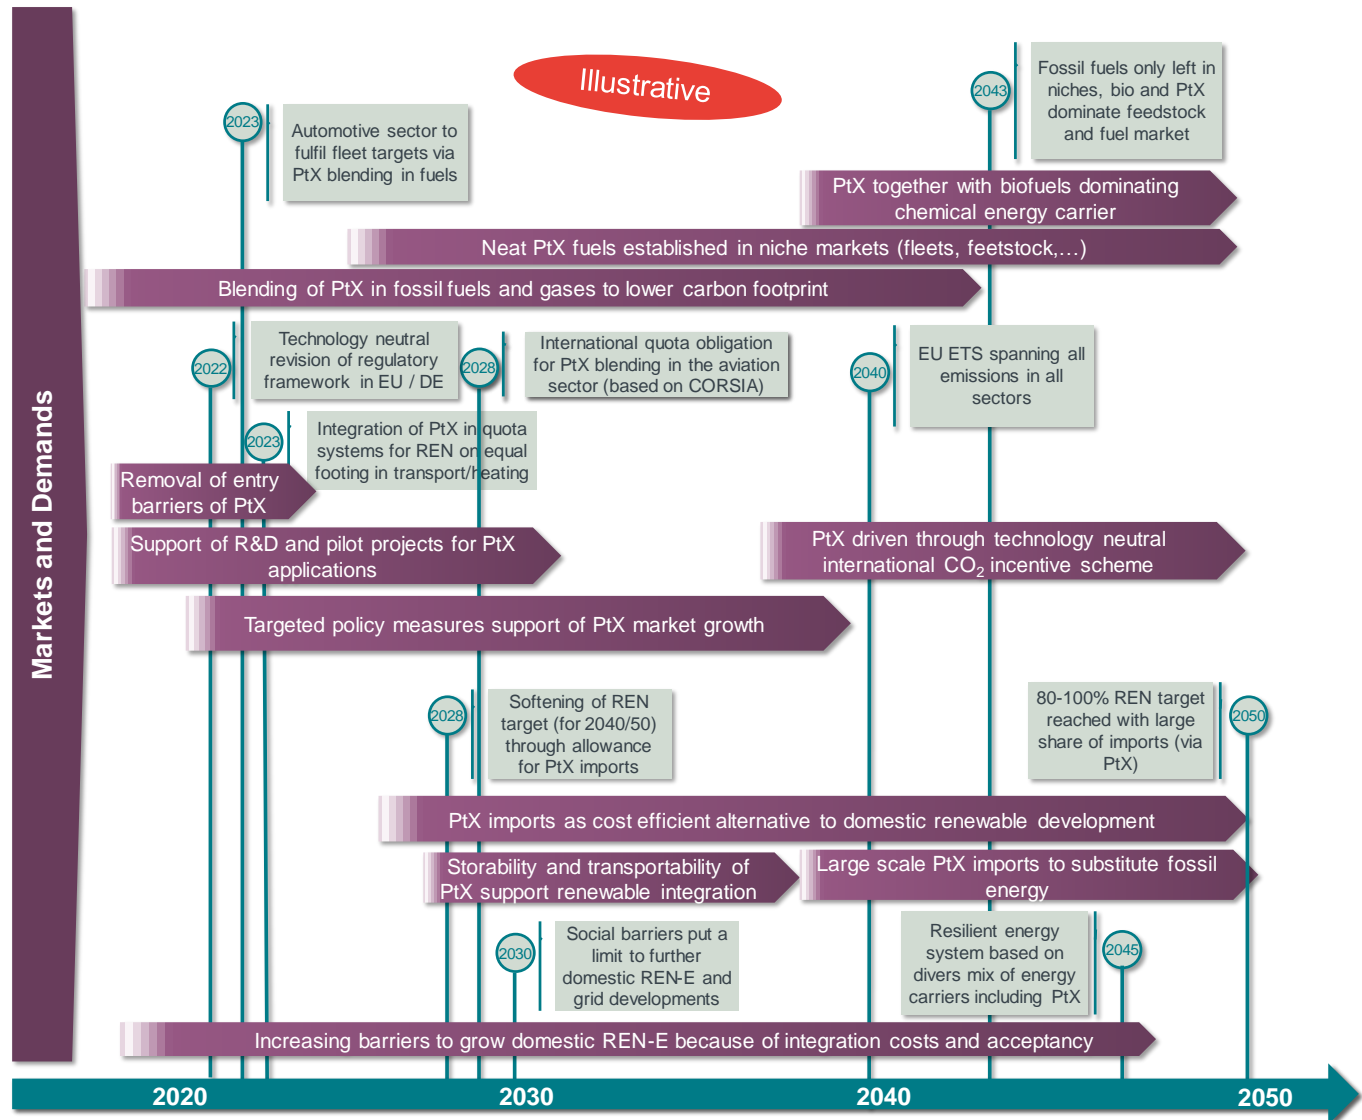 Markets and Demands
Illustrative
2043
Fossil fuels only left in
niches, bio and PtX
dominate feedstock
and fuel market
2023
Automotive sector to
fulfil fleet targets via
PtX blending in fuels
PtX together with biofuels dominating
chemical energy carrier
Neat PtX fuels established in niche markets (fleets, feetstock,...)
Blending of PtX in fossil fuels and gases to lower carbon footprint
2022
Technology neutral
revision of regulatory
framework in EU / DE
2028
International quota obligation
for PtX blending in the aviation
sector (based on CORSIA)
2040
EU ETS spanning all
emissions in all
sectors
2023
Integration of PtX in quota
systems for REN on equal
footing in transport/heating
Removal of entry
barriers of PtX
Support of R&D and pilot projects for PtX
applications
PtX driven through technology neutral
international CO2 incentive scheme
Targeted policy measures support of PtX market growth
2028
Softening of REN
target (for 2040/50)
through allowance
for PtX imports
80-100% REN target
reached with large
share of imports (via
PtX)
2050
PtX imports as cost efficient alternative to domestic renewable development
Storability and transportability of
PtX support renewable integration
Large scale PtX imports to substitute fossil
energy
2030
Social barriers put a
limit to further
domestic REN-E and
grid developments
Resilient energy
system based on
divers mix of energy
carriers including PtX
2045
Increasing barriers to grow domestic REN-E because of integration costs and acceptancy
2020
2030
2040
2050